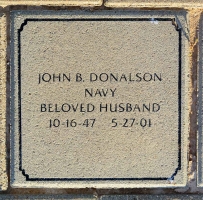 JOHN B. DONALSON
NAVY
BELOVED HUSBAND
10-16-47 5-27-01